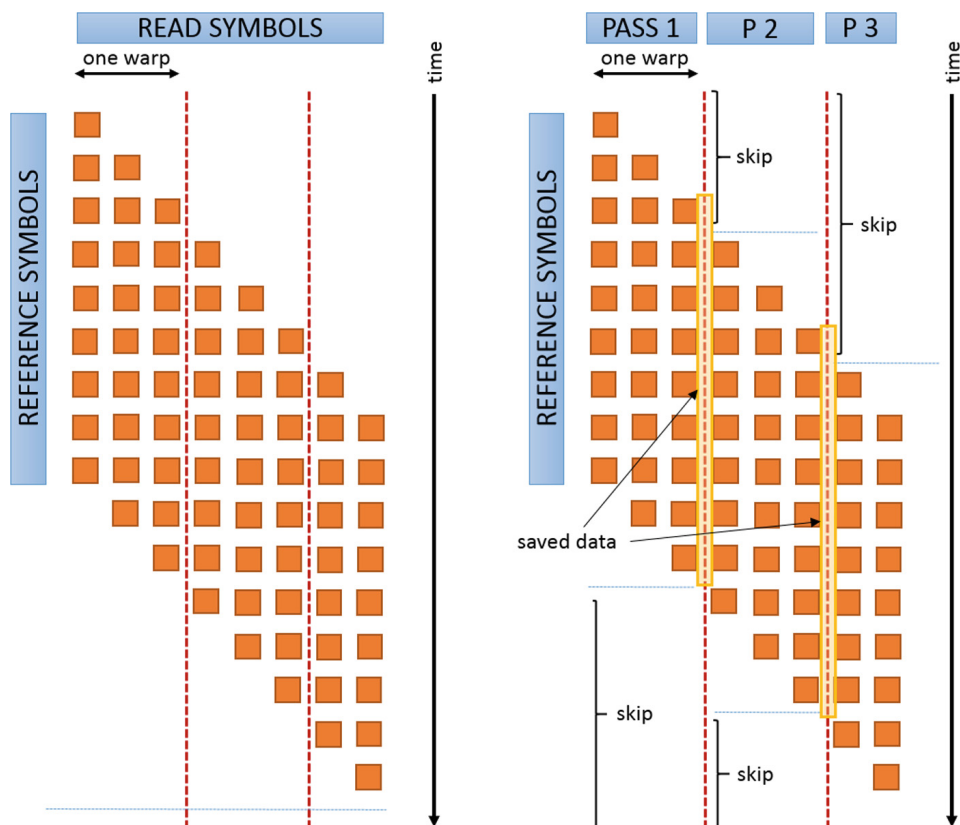 READ SYMBOLS
one warp
time
REFERENCE SYMBOLS
PASS 1
P 2
P 3
one warp
time
REFERENCE SYMBOLS
skip
skip
saved data
skip
skip